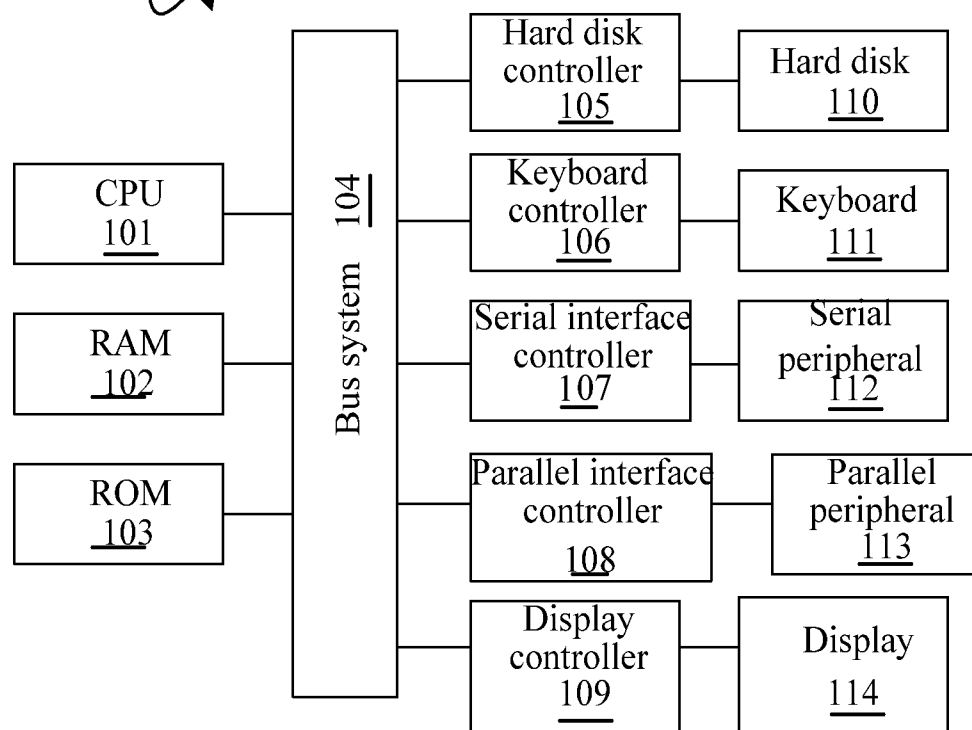 CPU
101
RAM
102
ROM
103
Bus system 104
Hard disk
controller
105
Keyboard
controller
106
Serial interface
controller
107
Parallel interface
controller
108
Display
controller
109
Hard disk
110
Keyboard
111
Serial
peripheral
112
Parallel
peripheral
113
Display
114